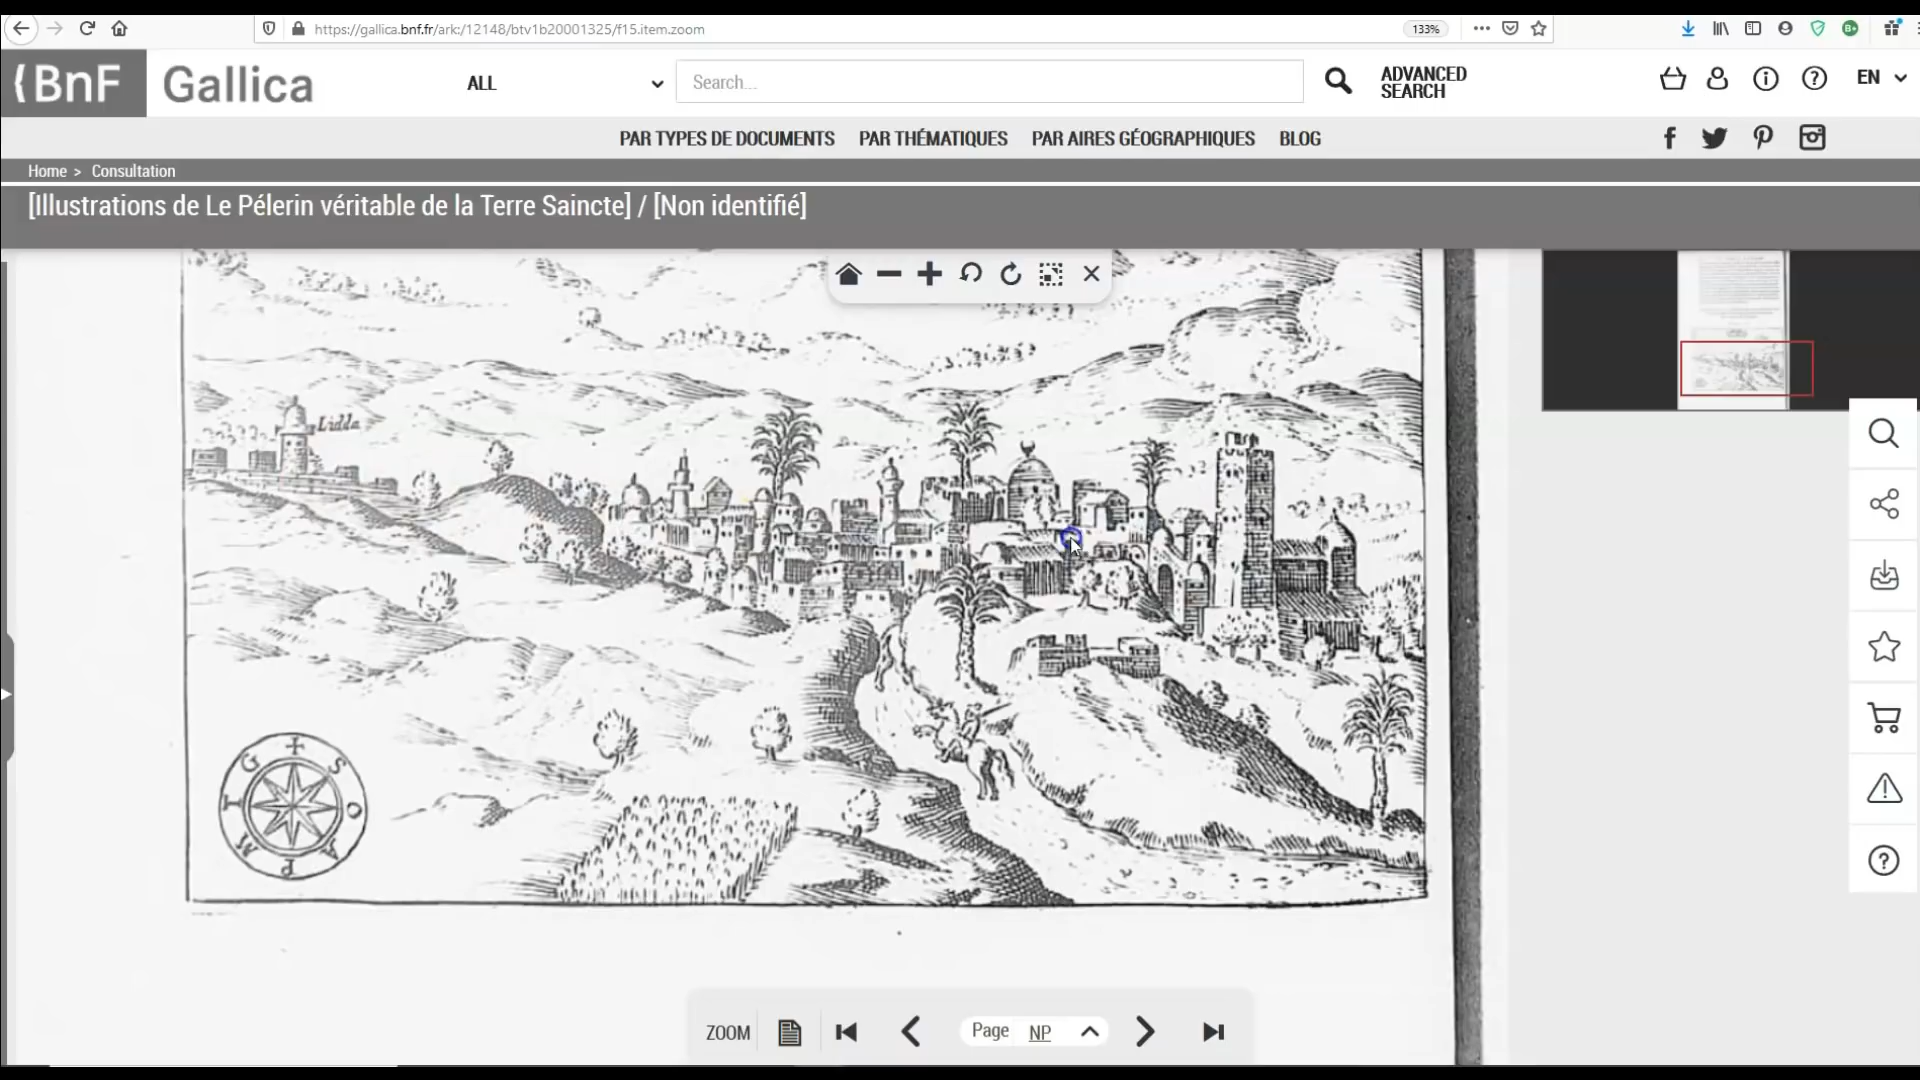 https://gallica.bnf.fr/ark:/12148/btv1b20001325/f15.item.zoom
133%
BnF Gallica
ALL
Search...
ADVANCED
SEARCH
EN
PAR TYPES DE DOCUMENTS PAR THÉMATIQUES PAR AIRES GÉOGRAPHIQUES BLOG
Home > Consultation
[Illustrations de Le Pélerin véritable de la Terre Saincte] / [Non identifié]
Lidda
G S
T O
M A
P
ZOOM
Page NP